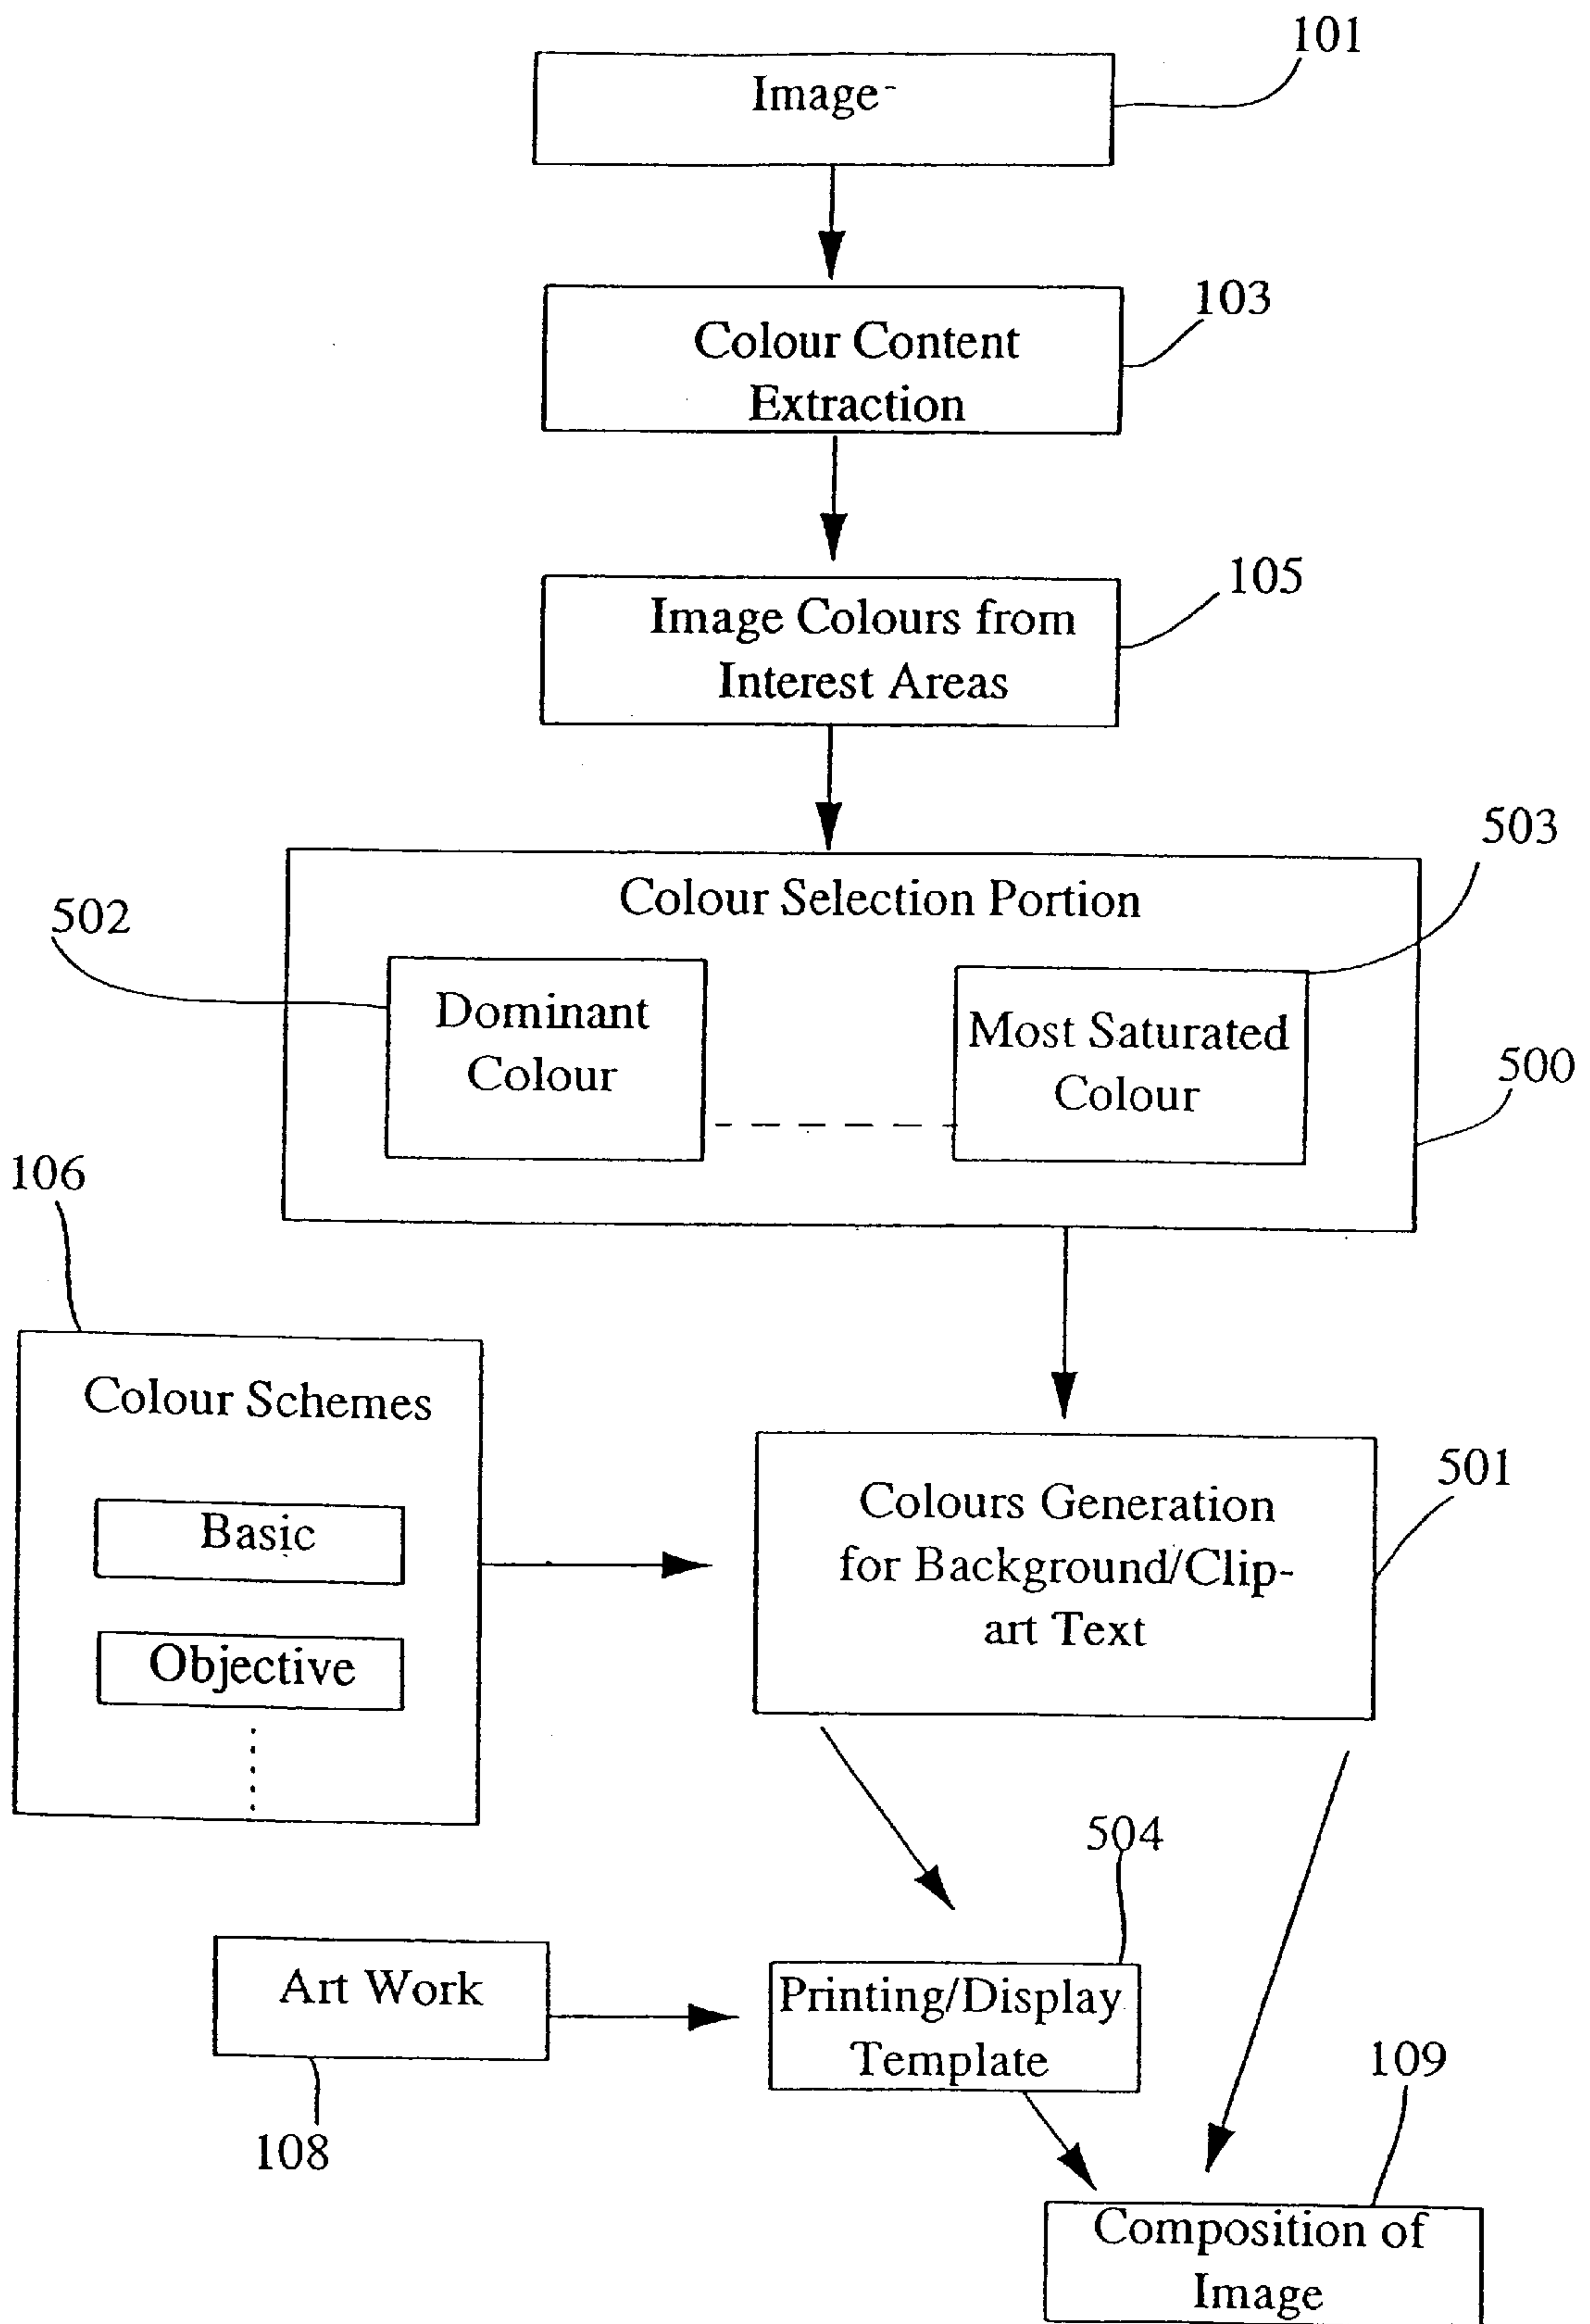 101
Image
103
Colour Content
Extraction
105
Image Colours from
Interest Areas
503
Colour Selection Portion
502
Dominant
Colour
Most Saturated
Colour
500
106
Colour Schemes
Basic
Objective
501
Colours Generation
for Background/Clip-
art Text
504
Art Work
Printing/Display
Template
108
109
Composition of
Image